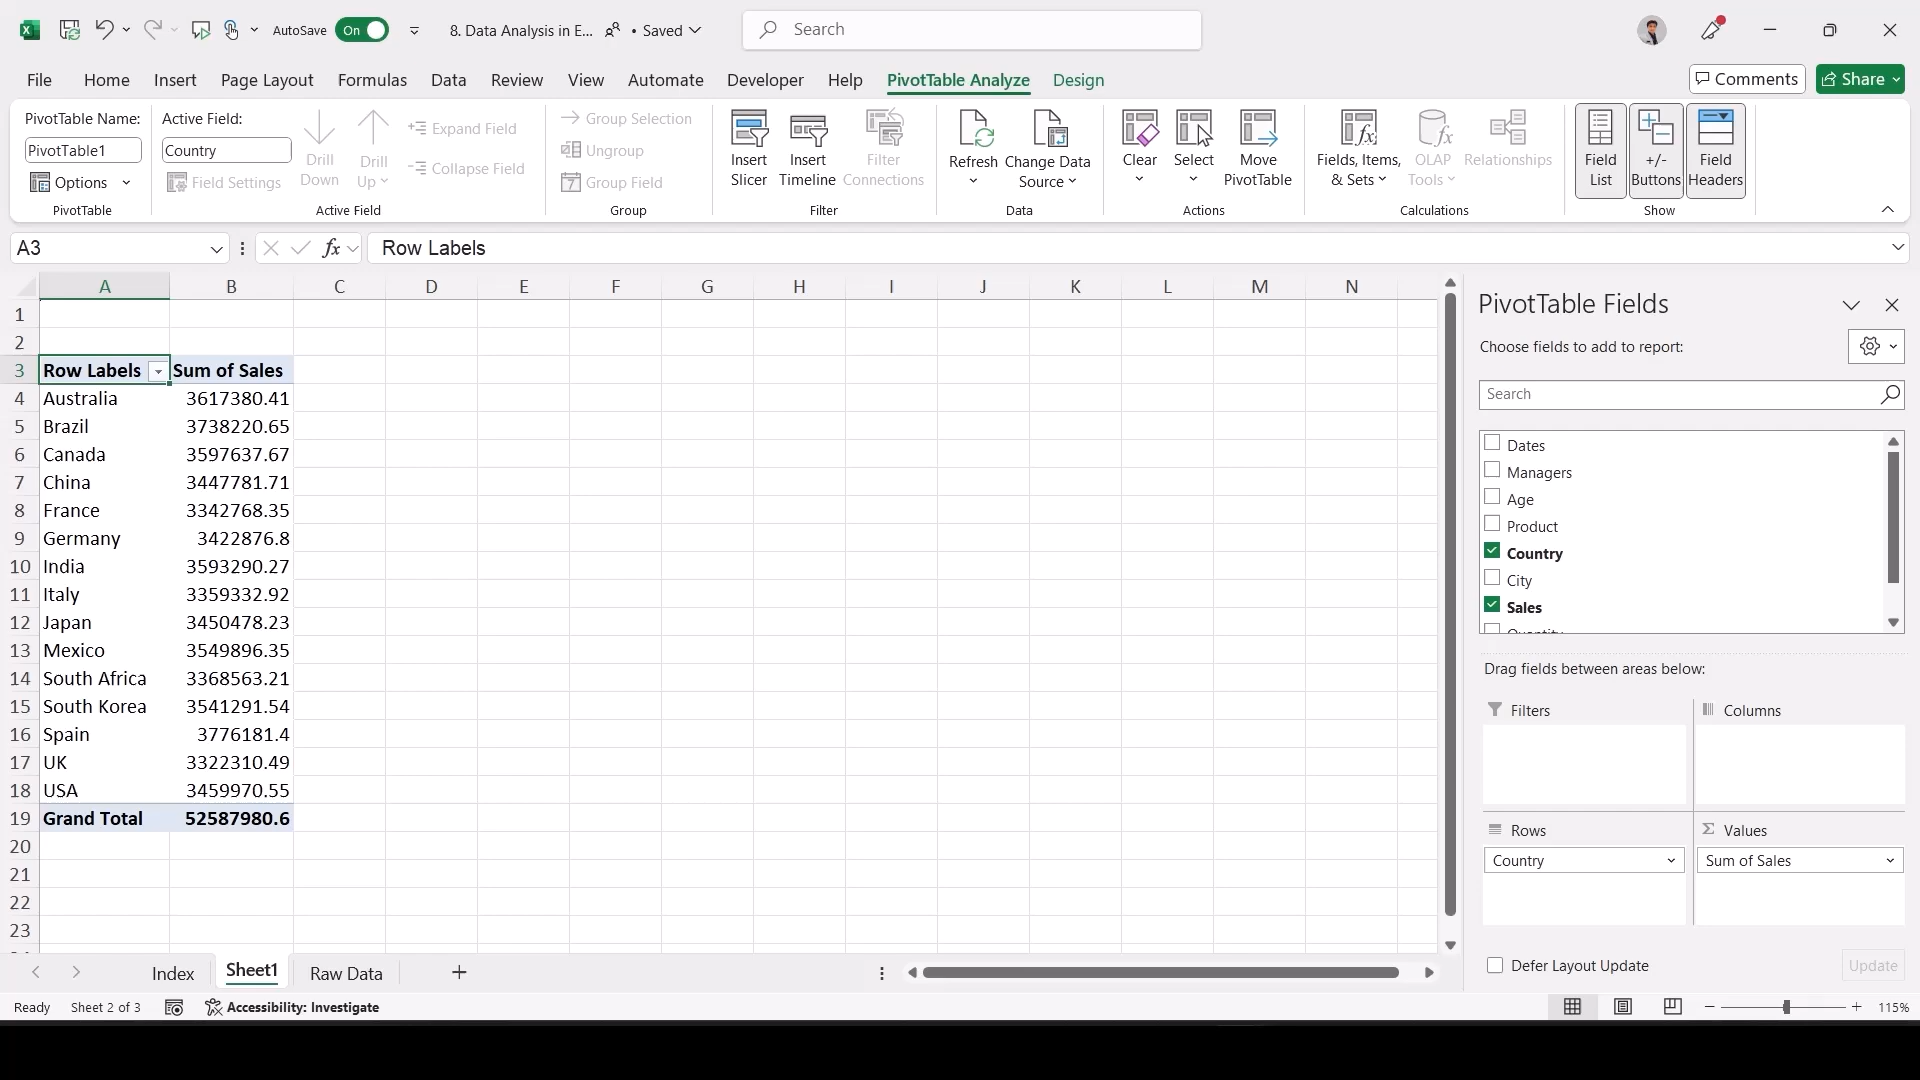 AutoSave On 8. Data Analysis in E... • Saved Search
File Home Insert Page Layout Formulas Data Review View Automate Developer Help PivotTable Analyze Design Comments Share
PivotTable Name:
PivotTable1
Options
PivotTable
Active Field:
Country
Field Settings
Drill Down
Drill Up
Expand Field
Collapse Field
Active Field
Group Selection
Ungroup
Group Field
Group
Insert Slicer
Insert Timeline
Filter Connections
Filter
Refresh
Change Data Source
Data
Clear
Select
Move PivotTable
Actions
Fields, Items, & Sets
OLAP Tools
Relationships
Calculations
Field List
+/- Buttons
Field Headers
Show
A3 fx Row Labels
A B C D E F G H I J K L M N
1
2
3 Row Labels Sum of Sales
4 Australia 3617380.41
5 Brazil 3738220.65
6 Canada 3597637.67
7 China 3447781.71
8 France 3342768.35
9 Germany 3422876.8
10 India 3593290.27
11 Italy 3359332.92
12 Japan 3450478.23
13 Mexico 3549896.35
14 South Africa 3368563.21
15 South Korea 3541291.54
16 Spain 3776181.4
17 UK 3322310.49
18 USA 3459970.55
19 Grand Total 52587980.6
20
21
22
23
PivotTable Fields
Choose fields to add to report:
Search
Dates
Managers
Age
Product
Country
City
Sales
Drag fields between areas below:
Filters
Columns
Rows
Values
Country
Sum of Sales
Defer Layout Update Update
Index Sheet1 Raw Data
Ready Sheet 2 of 3 Accessibility: Investigate 115%